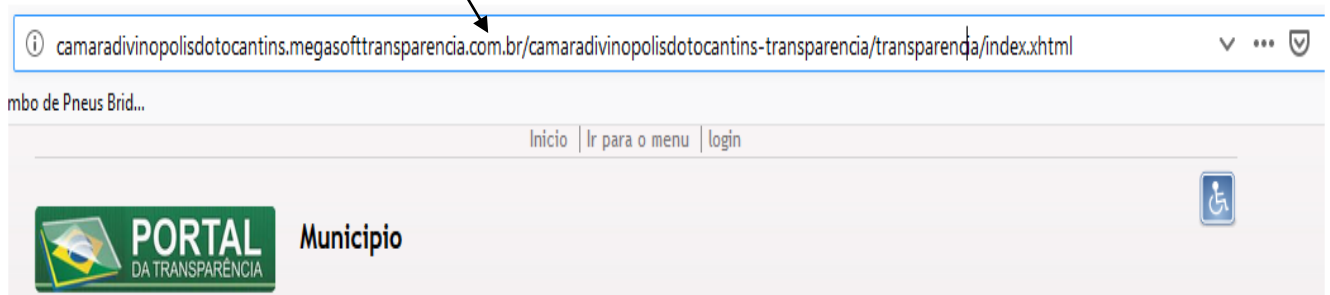 camaradivinopolisdotocantins.megasofttransparencia.com.br/camaradivinopolisdotocantins-transparencia/transparencia/index.xhtml
mbo de Pneus Brid...
Inicio | Ir para o menu | login
PORTAL
DA TRANSPARÊNCIA
Municipio